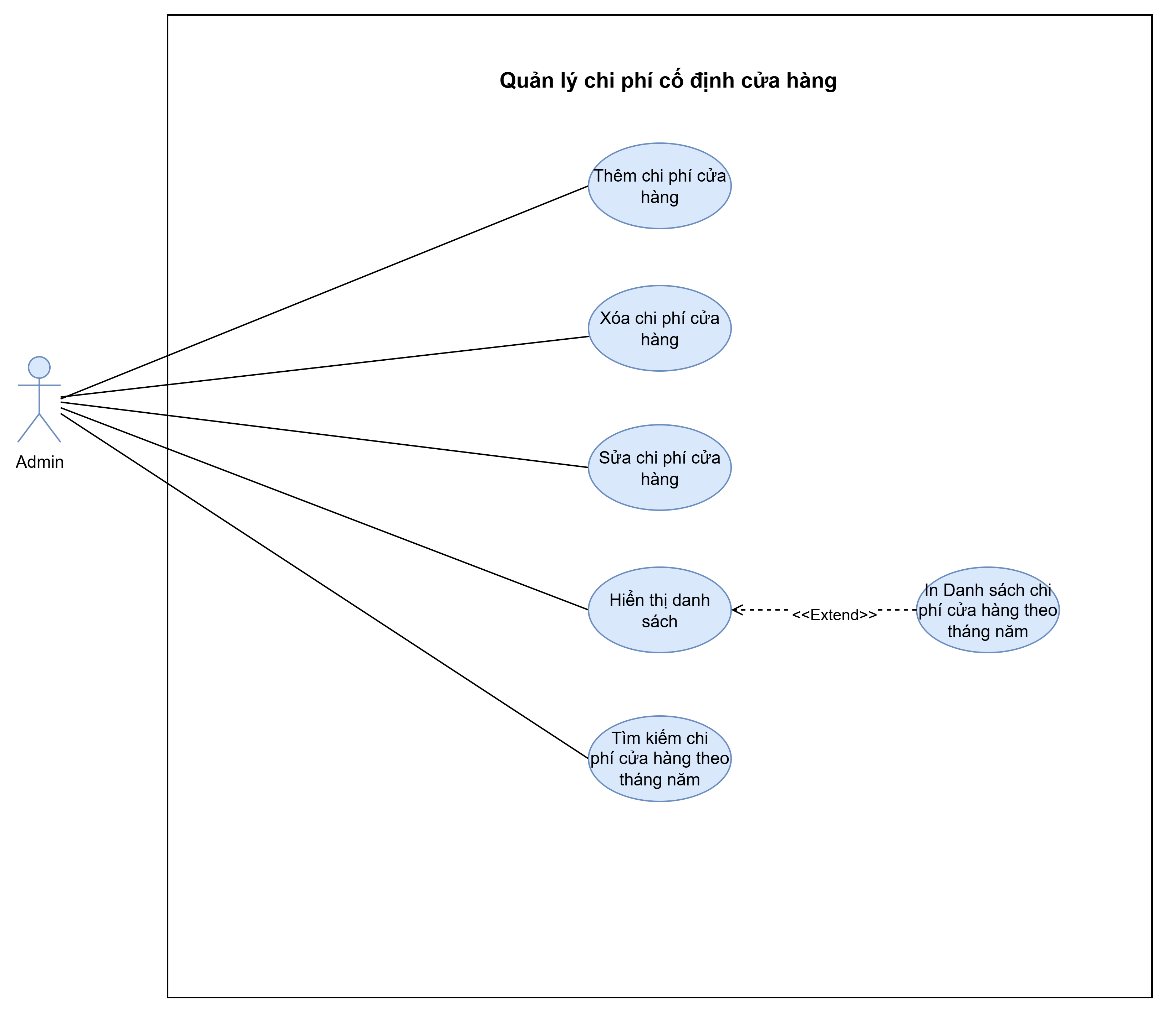 Quản lý chi phí cố định cửa hàng
Thêm chi phí cửa
hàng
Xóa chi phí cửa
hàng
Admin
Sửa chi phí cửa
hàng
Hiển thị danh
sách
<<Extend>>
In Danh sách chi
phí cửa hàng theo
tháng năm
Tìm kiếm chi
phí cửa hàng theo
tháng năm